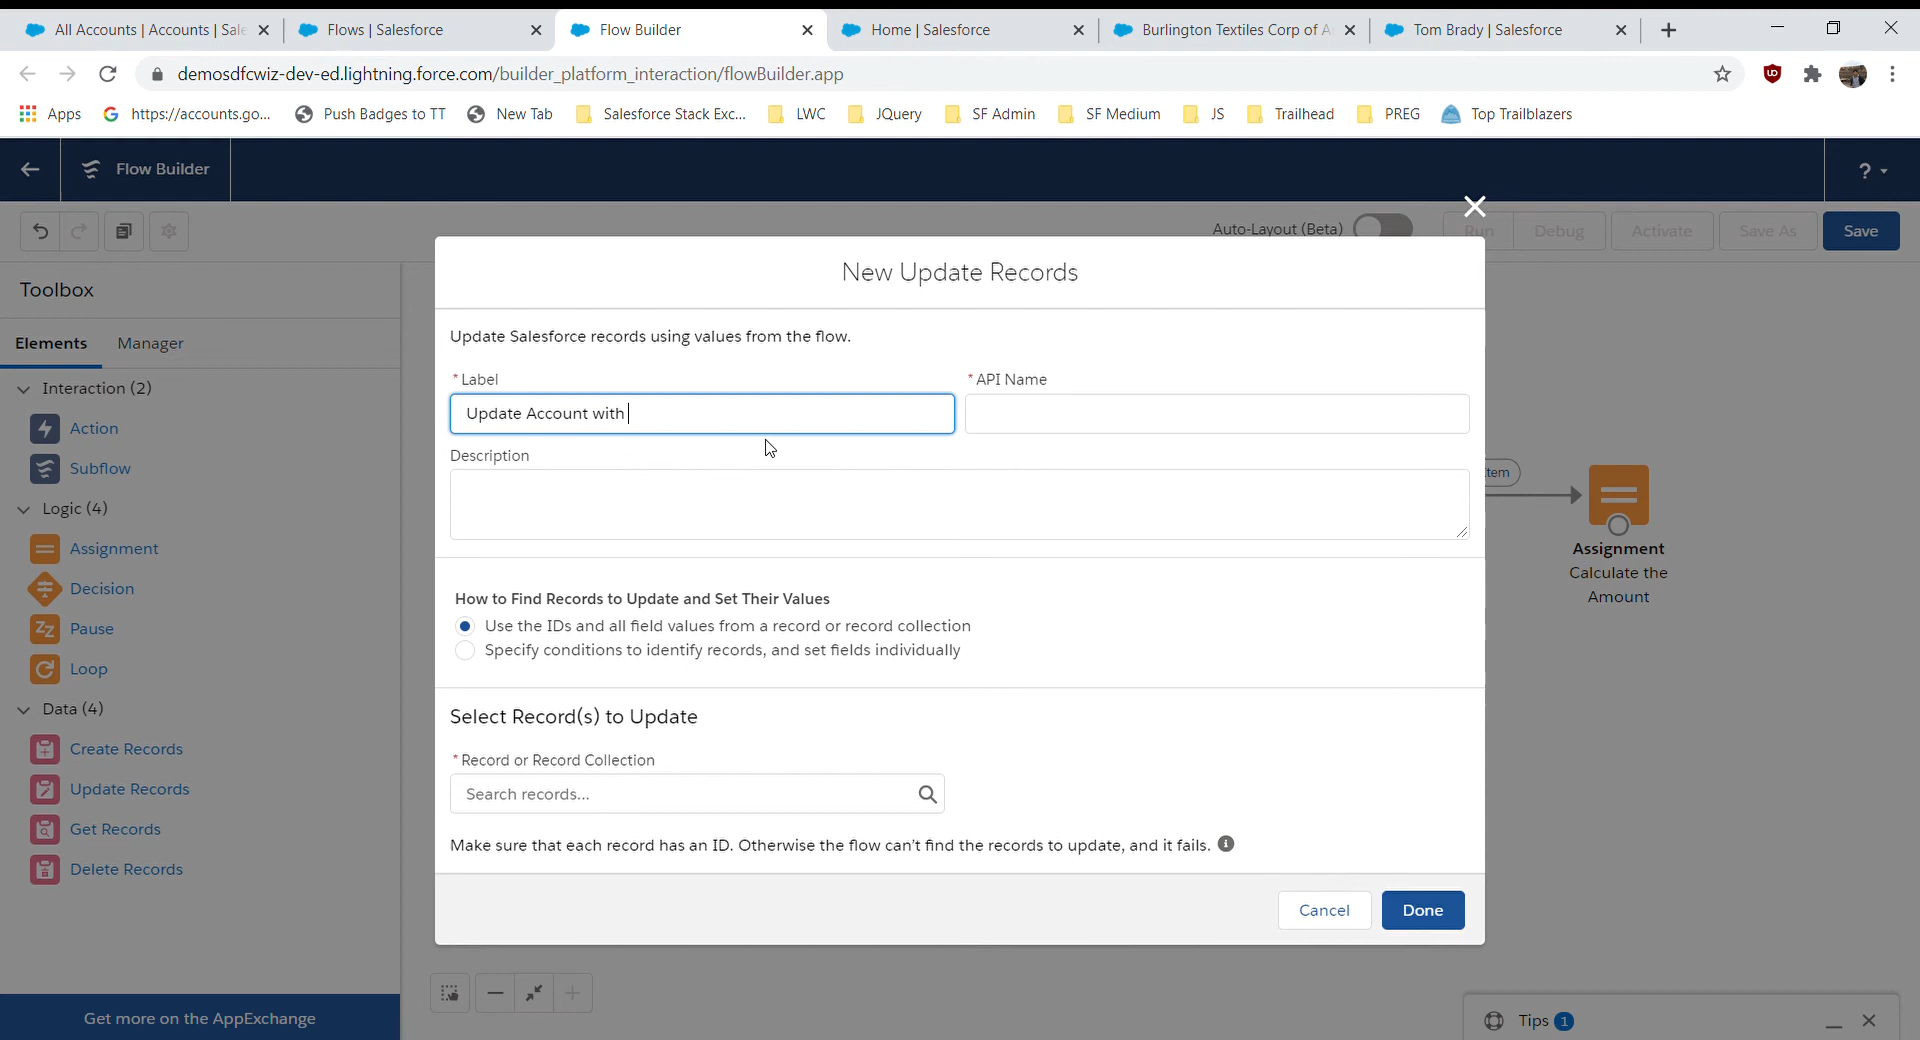 All Accounts | Accounts | Sale
Flows | Salesforce
Flow Builder
Home | Salesforce
Burlington Textiles Corp of A
Tom Brady | Salesforce
demosdfcwiz-dev-ed.lightning.force.com/builder_platform_interaction/flowBuilder.app
Apps
https://accounts.go...
Push Badges to TT
New Tab
Salesforce Stack Exc...
LWC
JQuery
SF Admin
SF Medium
JS
Trailhead
PREG
Top Trailblazers
Flow Builder
?
Auto-Layout (Beta)
Run
Debug
Activate
Save As
Save
Toolbox
Elements
Manager
Interaction (2)
Action
Subflow
Logic (4)
Assignment
Decision
Pause
Loop
Data (4)
Create Records
Update Records
Get Records
Delete Records
Get more on the AppExchange
New Update Records
Update Salesforce records using values from the flow.
* Label
* API Name
Update Account with
Description
How to Find Records to Update and Set Their Values
Use the IDs and all field values from a record or record collection
Specify conditions to identify records, and set fields individually
Select Record(s) to Update
* Record or Record Collection
Search records...
Make sure that each record has an ID. Otherwise the flow can't find the records to update, and it fails.
Cancel
Done
Item
Assignment
Calculate the
Amount
Tips 1